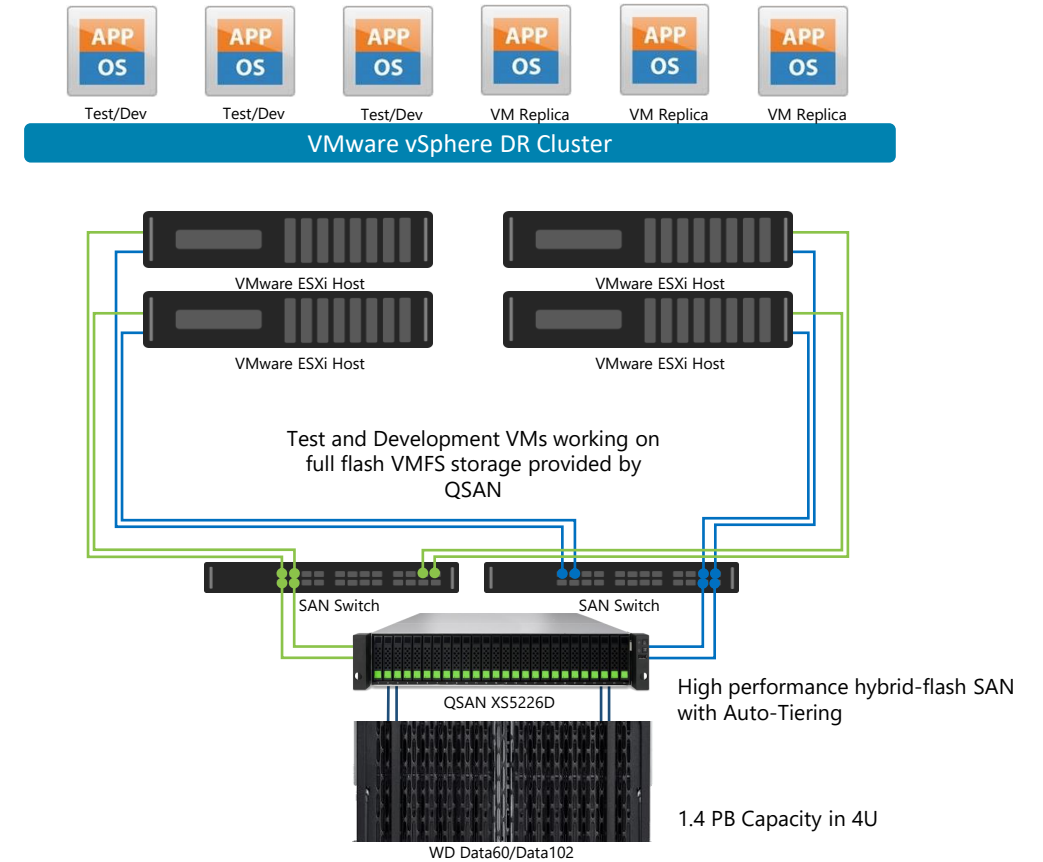 APP APP APP APP APP APP
OS OS OS OS OS OS
Test/Dev Test/Dev Test/Dev VM Replica VM Replica VM Replica
VMware vSphere DR Cluster
VMware ESXi Host VMware ESXi Host
VMware ESXi Host VMware ESXi Host
Test and Development VMs working on
full flash VMFS storage provided by
QSAN
SAN Switch SAN Switch
QSAN XS5226D
High performance hybrid-flash SAN
with Auto-Tiering
1.4 PB Capacity in 4U
WD Data60/Data102